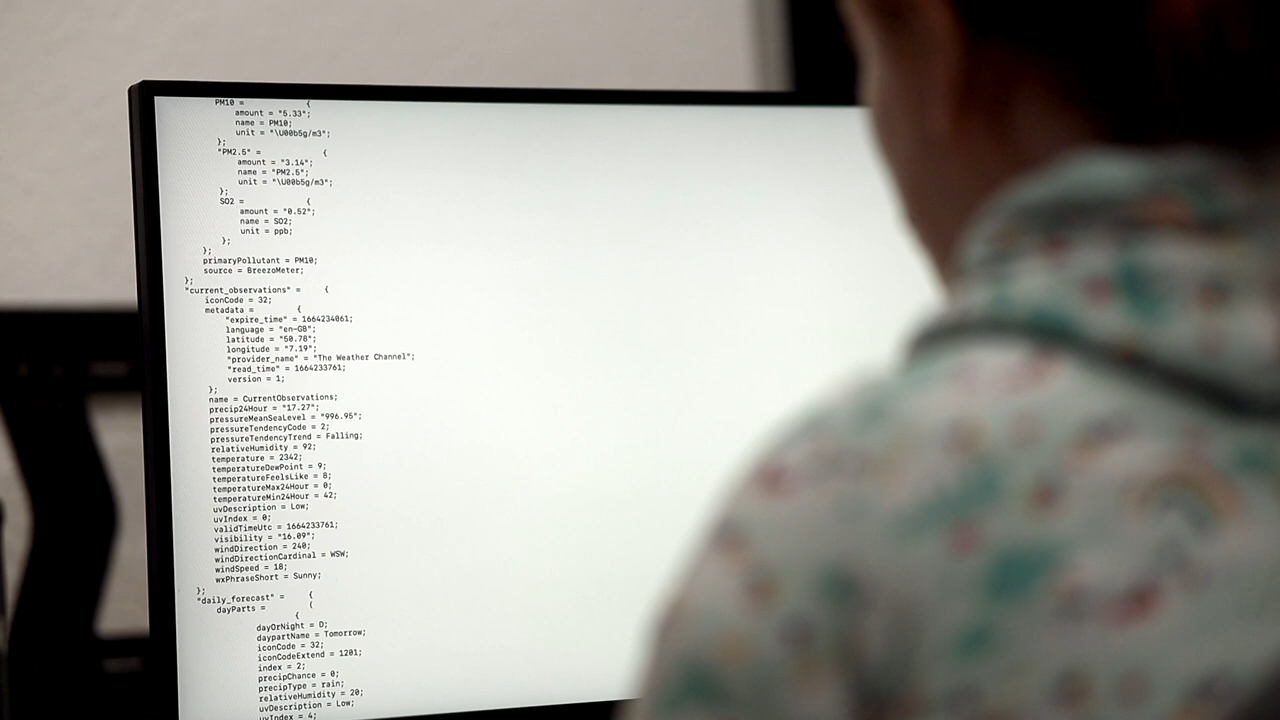 PM10 = {
amount = "5.33";
name = PM10;
unit = "\U00b5g/m3";
};
"PM2.5" = {
amount = "3.14";
name = "PM2.5";
unit = "\U00b5g/m3";
};
SO2 = {
amount = "0.52";
name = SO2;
unit = ppb;
};
};
primaryPollutant = PM10;
source = BreezoMeter;
};
"current_observations" = {
iconCode = 32;
metadata = {
"expire_time" = 1664234061;
language = "en-GB";
latitude = "50.78";
longitude = "7.19";
"provider_name" = "The Weather Channel";
"read_time" = 1664233761;
version = 1;
};
name = CurrentObservations;
precip24Hour = "17.27";
pressureMeanSeaLevel = "996.95";
pressureTendencyCode = 2;
pressureTendencyTrend = Falling;
relativeHumidity = 92;
temperature = 2342;
temperatureDewPoint = 9;
temperatureFeelsLike = 8;
temperatureMax24Hour = 0;
temperatureMin24Hour = 42;
uvDescription = Low;
uvIndex = 0;
validTimeUtc = 1664233761;
visibility = "16.09";
windDirection = 240;
windDirectionCardinal = WSW;
windSpeed = 18;
wxPhraseShort = Sunny;
};
"daily_forecast" = {
dayParts = (
{
dayOrNight = D;
daypartName = Tomorrow;
iconCode = 32;
iconCodeExtend = 1201;
index = 2;
precipChance = 0;
precipType = rain;
relativeHumidity = 20;
uvDescription = Low;
uvIndex = 4;